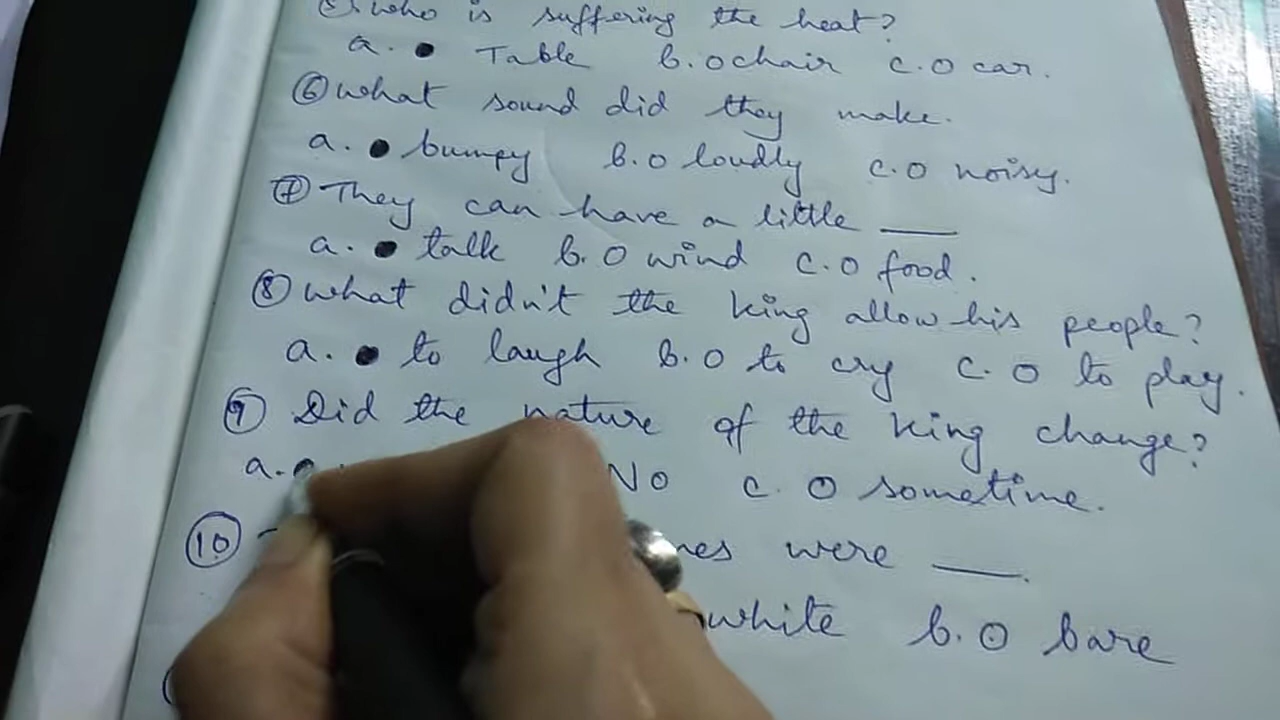 who is suffering the heat?
a. ● Table b. o chair c. o car.
⑥ what sound did they make.
a. ● bumpy b. o loudly c. o noisy.
⑦ They can have a little ___
a. ● talk b. o wind c. o food.
⑧ what didn't the king allow his people?
a. ● to laugh b. o to cry c. o to play.
⑨ Did the nature of the king change?
a. ● No c. o sometime.
⑩ were ___.
white b. o bare